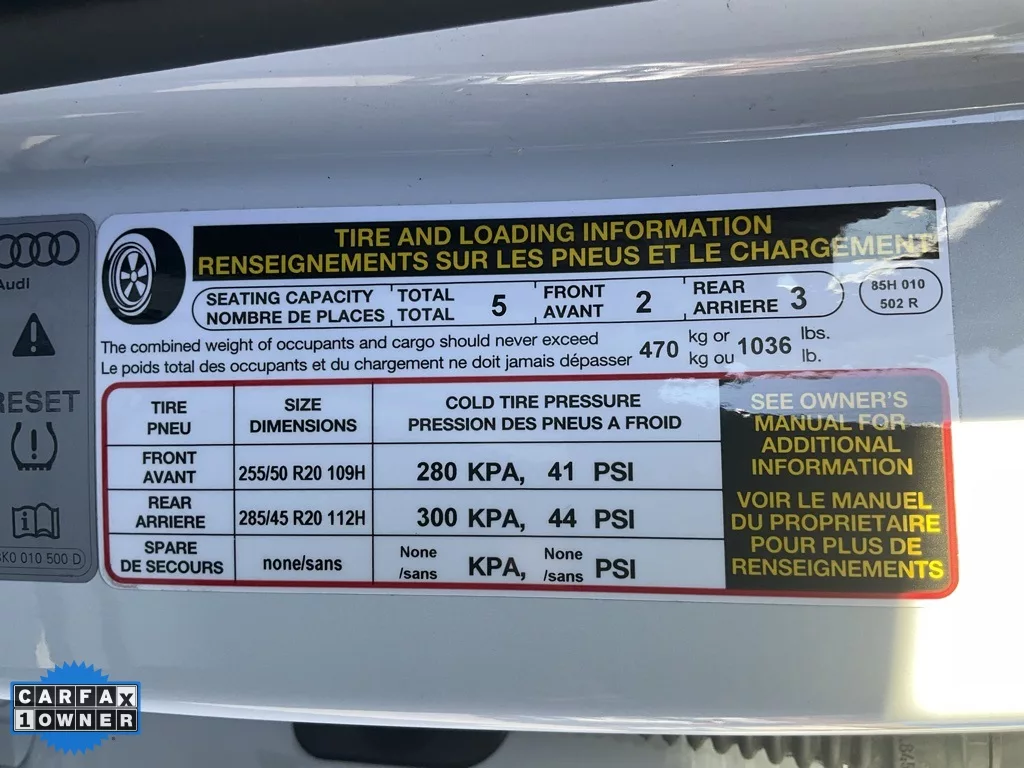 TIRE AND LOADING INFORMATION
RENSEIGNEMENTS SUR LES PNEUS ET LE CHARGEMENT
SEATING CAPACITY TOTAL 5 FRONT 2 REAR 3
NOMBRE DE PLACES TOTAL AVANT ARRIERE
85H 010
502 R
The combined weight of occupants and cargo should never exceed 470 kg or 1036 lbs.
Le poids total des occupants et du chargement ne doit jamais dépasser kg ou lb.
TIRE SIZE COLD TIRE PRESSURE
PNEU DIMENSIONS PRESSION DES PNEUS A FROID
FRONT
AVANT 255/50 R20 109H 280 KPA, 41 PSI
REAR
ARRIERE 285/45 R20 112H 300 KPA, 44 PSI
SPARE
DE SECOURS none/sans None /sans KPA, None /sans PSI
SEE OWNER'S
MANUAL FOR
ADDITIONAL
INFORMATION
VOIR LE MANUEL
DU PROPRIETAIRE
POUR PLUS DE
RENSEIGNEMENTS
Audi
RESET
K0 010 500 D
CARFAX
1 OWNER